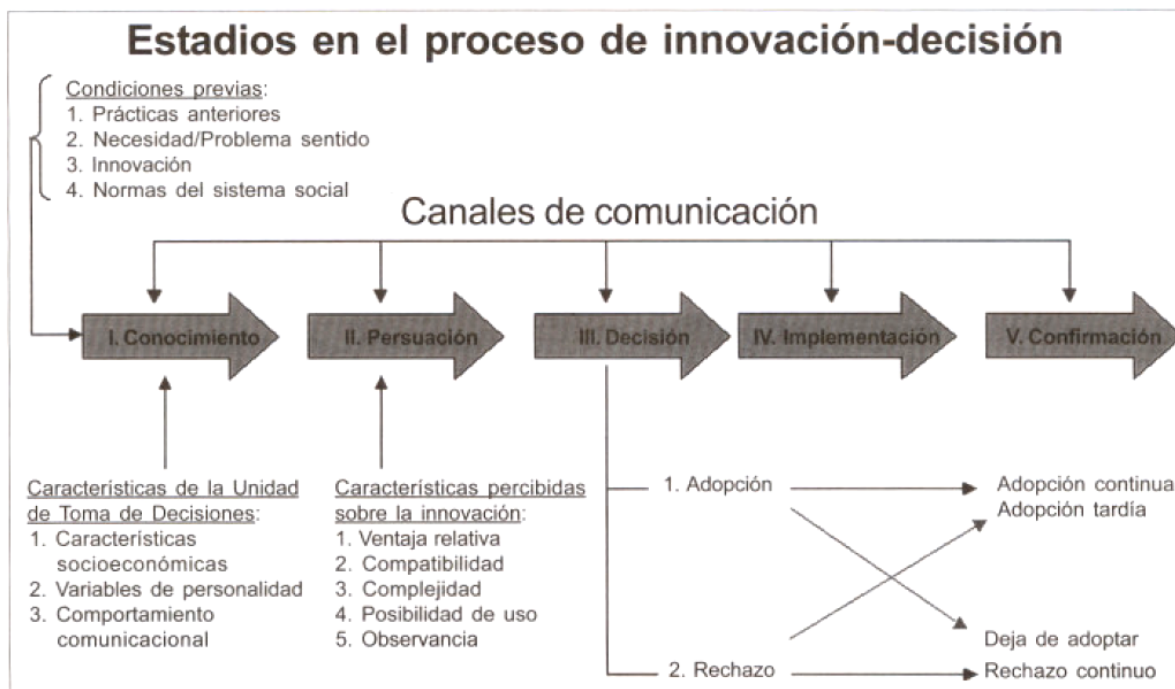 Estadios en el proceso de innovación-decisión
Condiciones previas:
1. Prácticas anteriores
2. Necesidad/Problema sentido
3. Innovación
4. Normas del sistema social
Canales de comunicación
I. Conocimiento
II. Persuación
III. Decisión
IV. Implementación
V. Confirmación
Características de la Unidad
de Toma de Decisiones:
1. Características
socioeconómicas
2. Variables de personalidad
3. Comportamiento
comunicacional
Características percibidas
sobre la innovación:
1. Ventaja relativa
2. Compatibilidad
3. Complejidad
4. Posibilidad de uso
5. Observancia
1. Adopción
2. Rechazo
Adopción continua
Adopción tardía
Deja de adoptar
Rechazo continuo